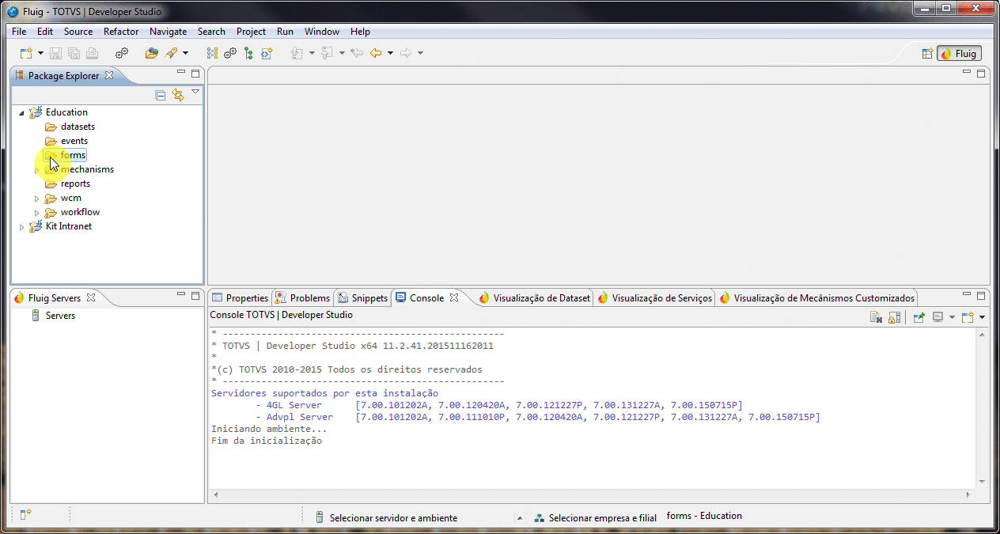 Fluig - TOTVS | Developer Studio
File Edit Source Refactor Navigate Search Project Run Window Help
Fluig
Package Explorer
Education
datasets
events
forms
mechanisms
reports
wcm
workflow
Kit Intranet
Fluig Servers
Servers
Properties Problems Snippets Console Visualização de Dataset Visualização de Serviços Visualização de Mecânismos Customizados
Console TOTVS | Developer Studio
* ---------------------------------------------------
* TOTVS | Developer Studio x64 11.2.41.201511162011
*
*(c) TOTVS 2010-2015 Todos os direitos reservados
* ---------------------------------------------------
Servidores suportados por esta instalação
- 4GL Server [7.00.101202A, 7.00.120420A, 7.00.121227P, 7.00.131227A, 7.00.150715P]
- Advpl Server [7.00.101202A, 7.00.111010P, 7.00.120420A, 7.00.121227P, 7.00.131227A, 7.00.150715P]
Iniciando ambiente...
Fim da inicialização
Selecionar servidor e ambiente Selecionar empresa e filial forms - Education